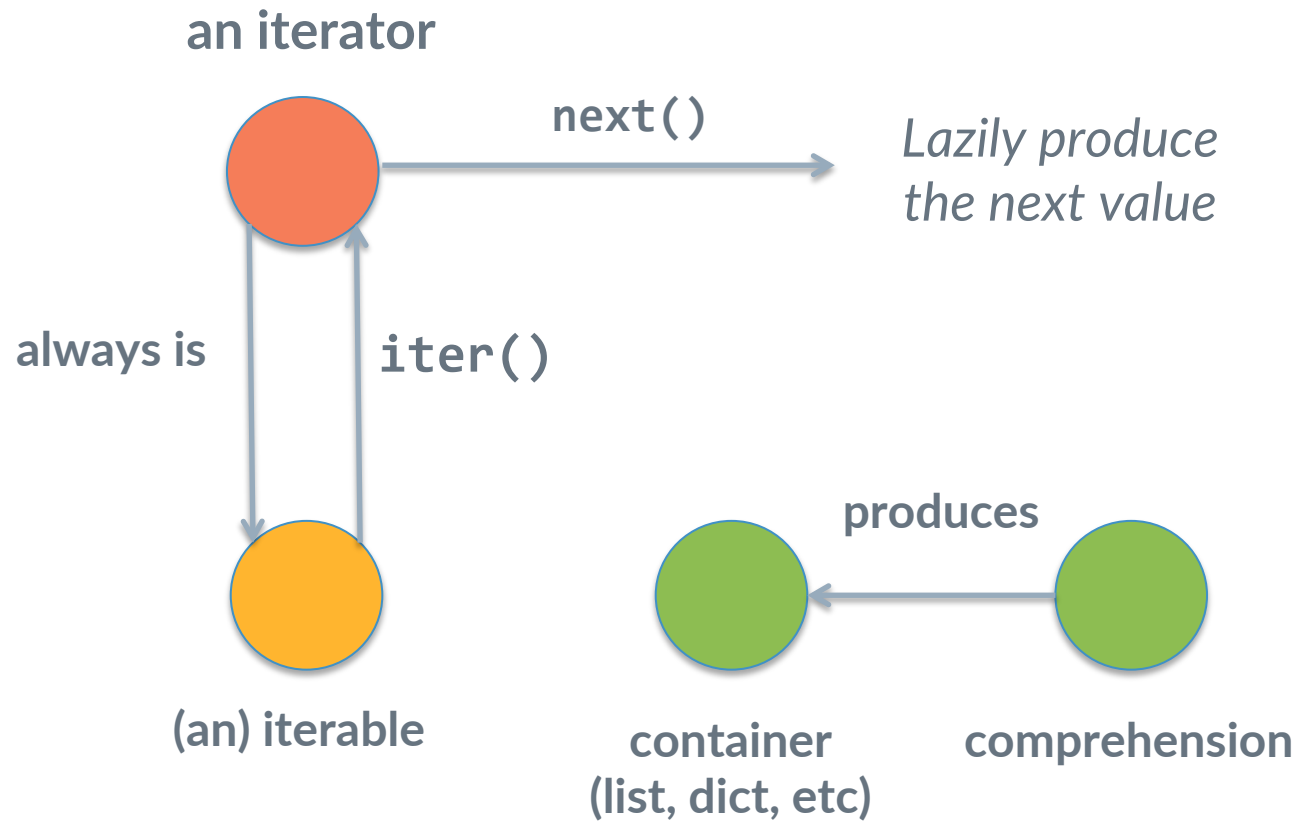 an iterator
next()
Lazily produce
the next value
always is
iter()
produces
(an) iterable
container
(list, dict, etc)
comprehension